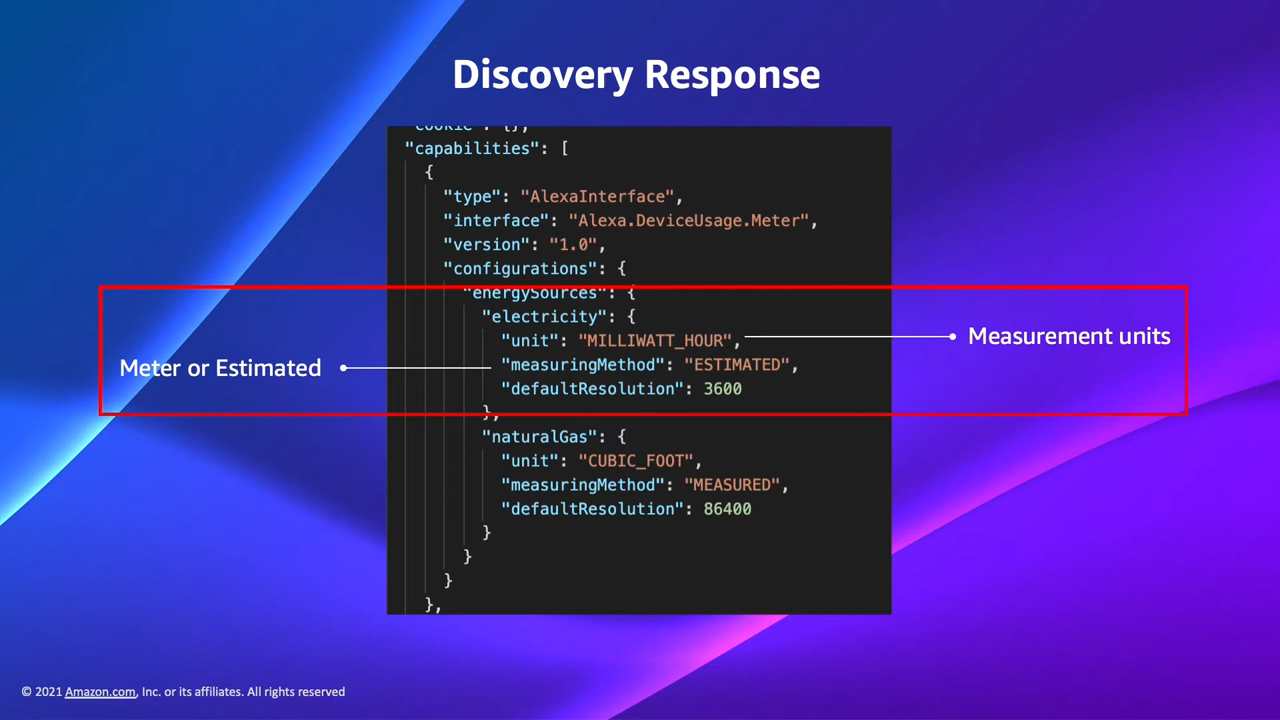 Discovery Response
"cookie": {},
"capabilities": [
{
"type": "AlexaInterface",
"interface": "Alexa.DeviceUsage.Meter",
"version": "1.0",
"configurations": {
"energySources": {
"electricity": {
"unit": "MILLIWATT_HOUR",
Measurement units
Meter or Estimated
"measuringMethod": "ESTIMATED",
"defaultResolution": 3600
},
"naturalGas": {
"unit": "CUBIC_FOOT",
"measuringMethod": "MEASURED",
"defaultResolution": 86400
}
}
}
},
© 2021 Amazon.com, Inc. or its affiliates. All rights reserved